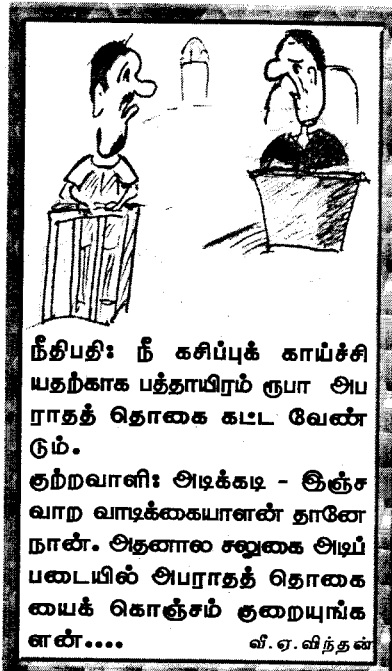 நீதிபதி: நீ கசிப்புக் காய்ச்சி
யதற்காக பத்தாயிரம் ரூபா அப
ராதத் தொகை கட்ட வேண்
டும்.
குற்றவாளி: அடிக்கடி - இஞ்ச
வாற வாடிக்கையாளன் தானே
நான். அதனால சலுகை அடிப்
படையில் அபராதத் தொகை
யைக் கொஞ்சம் குறையுங்க
ளன்....     வீ.ஏ.விந்தன்